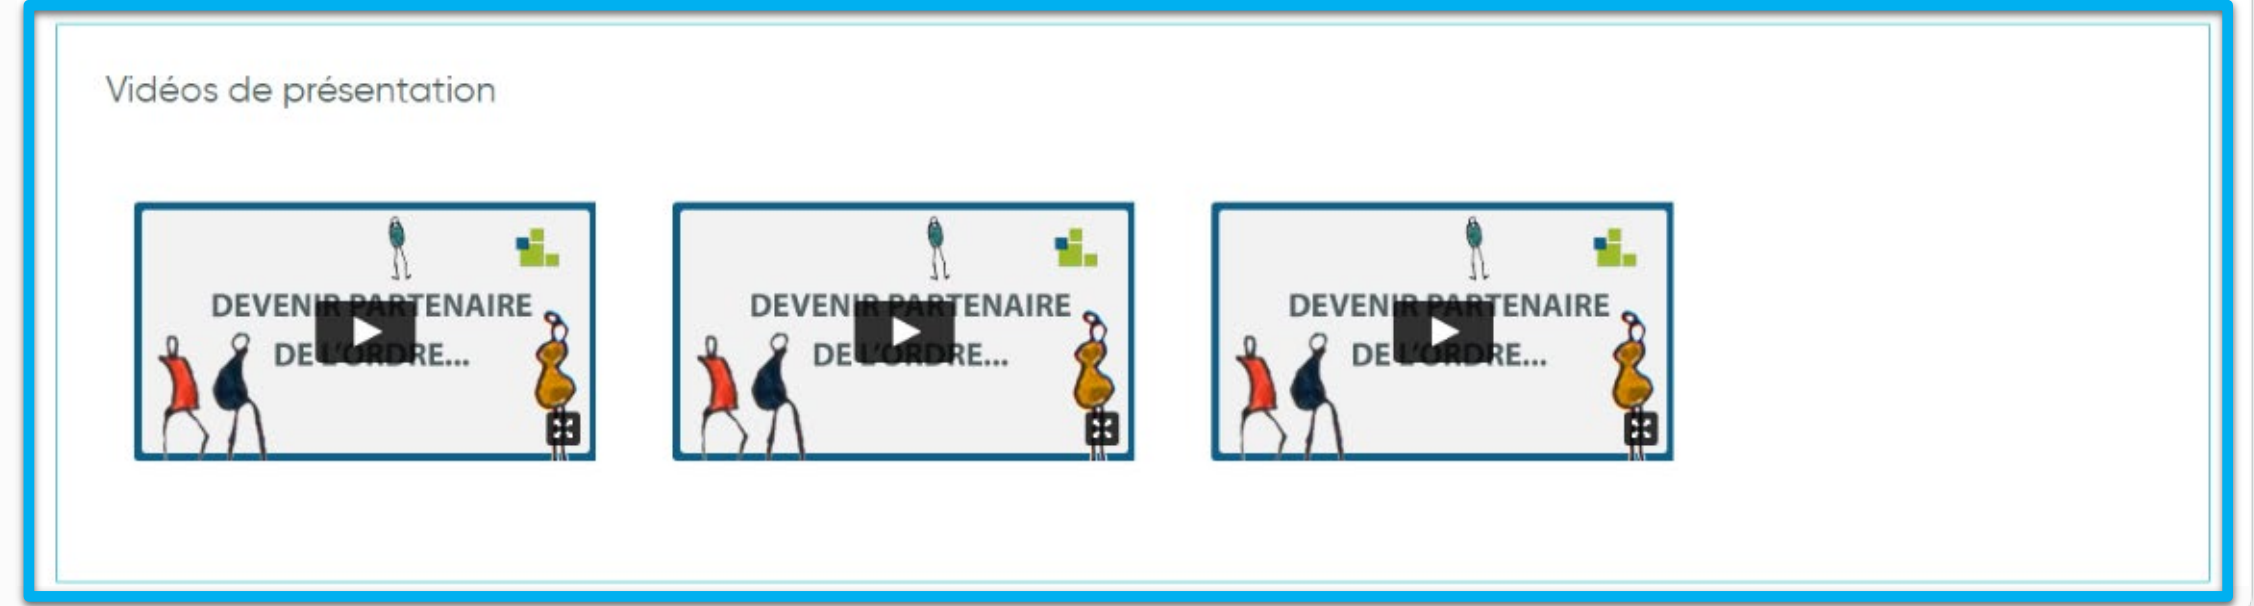 Vidéos de présentation
DEVENIR PARTENAIRE
DE L'ORDRE...
DEVENIR PARTENAIRE
DE L'ORDRE...
DEVENIR PARTENAIRE
DE L'ORDRE...